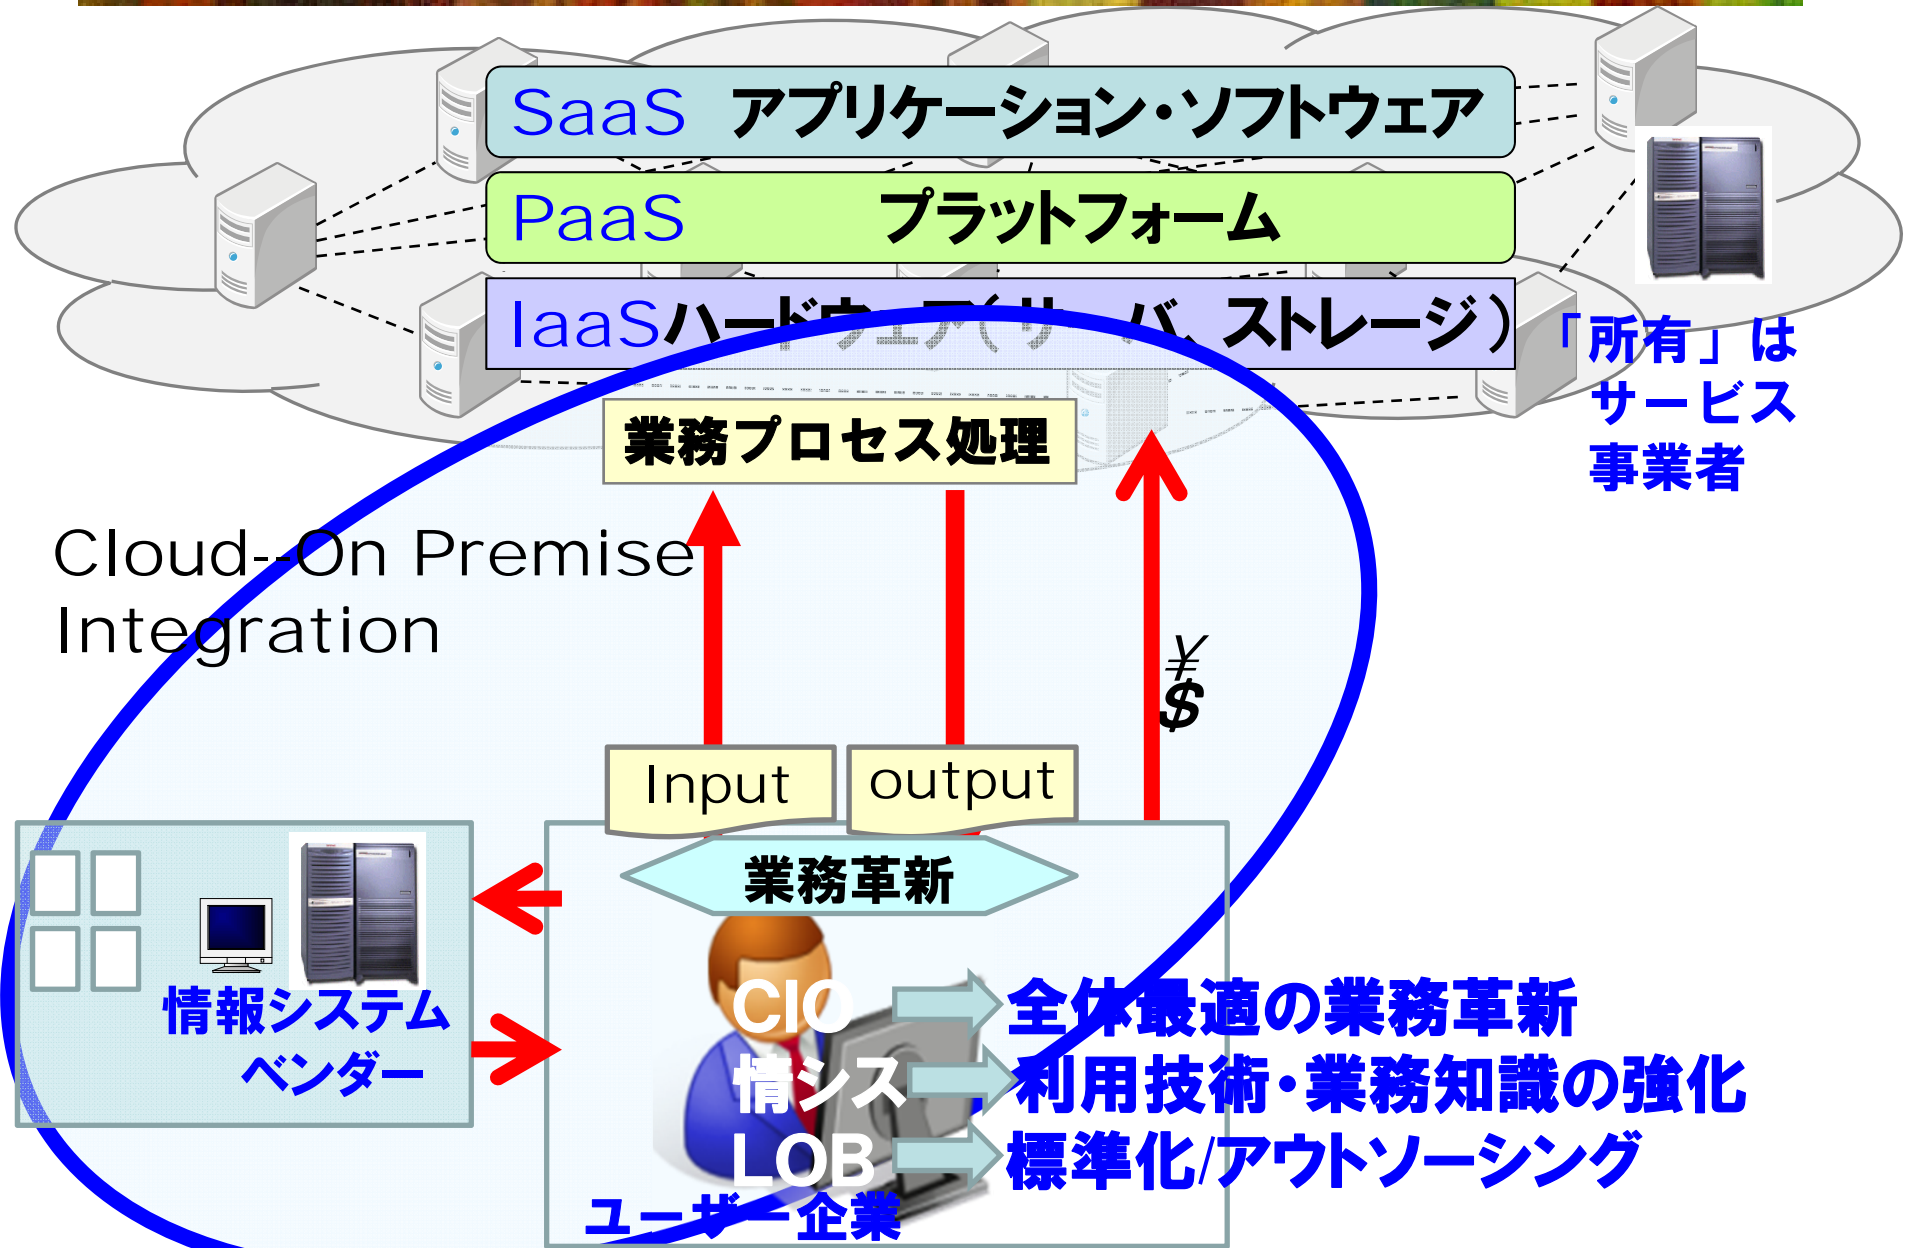 SaaS アプリケーション・ソフトウェア
PaaS プラットフォーム
IaaSハードウェア(サーバ、ストレージ)
「所有」は
サービス
事業者
業務プロセス処理
Cloud--On Premise
Integration
¥
$
Input
output
業務革新
情報システム
ベンダー
CIO 全体最適の業務革新
情シス 利用技術・業務知識の強化
LOB 標準化/アウトソーシング
ユーザー企業